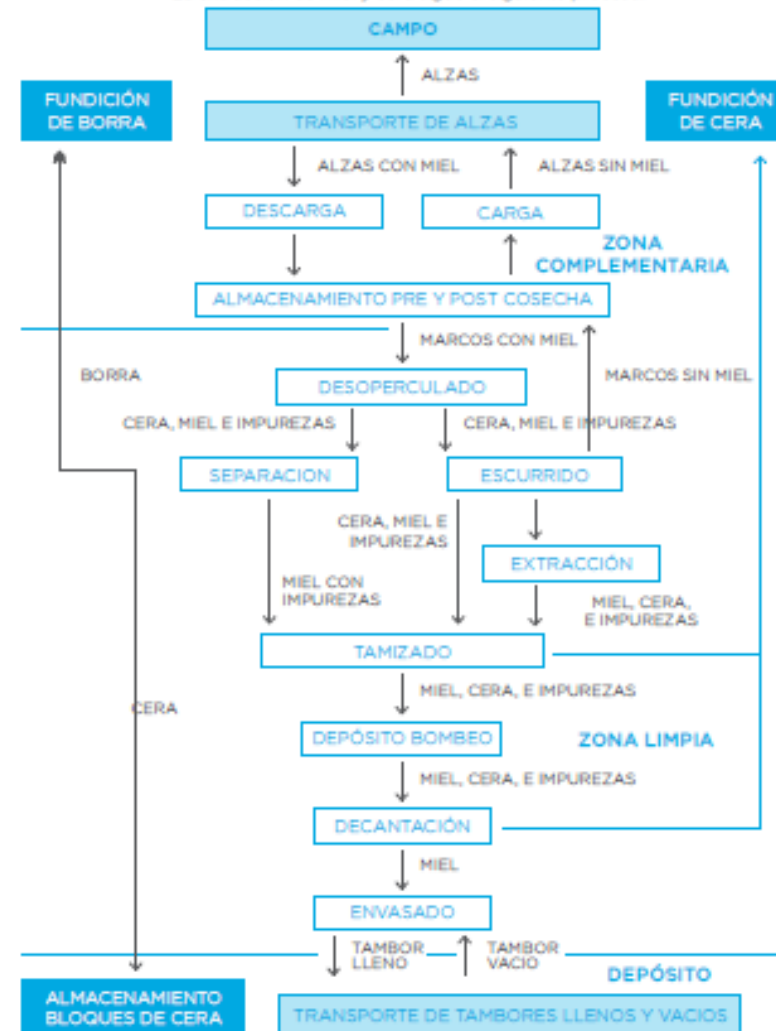 CAMPO
ALZAS
FUNDICIÓN
DE BORRA
FUNDICIÓN
DE CERA
TRANSPORTE DE ALZAS
ALZAS CON MIEL
ALZAS SIN MIEL
DESCARGA
CARGA
ZONA
COMPLEMENTARIA
ALMACENAMIENTO PRE Y POST COSECHA
MARCOS CON MIEL
BORRA
DESOPERCULADO
MARCOS SIN MIEL
CERA, MIEL E IMPUREZAS
CERA, MIEL E IMPUREZAS
SEPARACION
ESCURRIDO
CERA, MIEL E
IMPUREZAS
EXTRACCIÓN
MIEL CON
IMPUREZAS
MIEL, CERA,
E IMPUREZAS
TAMIZADO
MIEL, CERA, E IMPUREZAS
CERA
DEPÓSITO BOMBEO
ZONA LIMPIA
MIEL, CERA, E IMPUREZAS
DECANTACIÓN
MIEL
ENVASADO
TAMBOR
LLENO
TAMBOR
VACIO
DEPÓSITO
ALMACENAMIENTO
BLOQUES DE CERA
TRANSPORTE DE TAMBORES LLENOS Y VACIOS